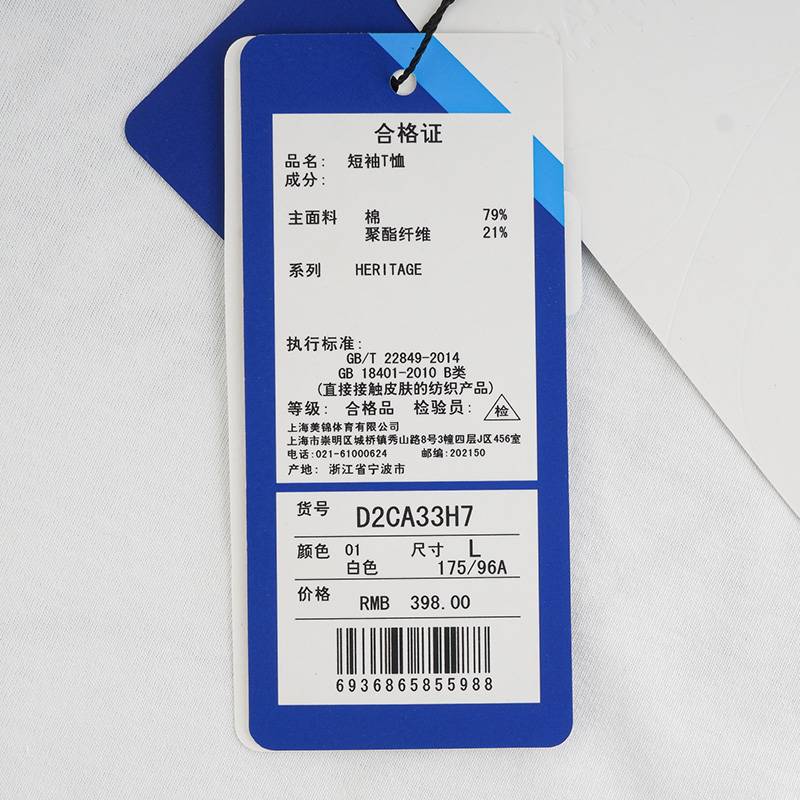 合格证
品名: 短袖T恤
成分:
主面料 棉 79%
聚酯纤维 21%
系列 HERITAGE
执行标准:
GB/T 22849-2014
GB 18401-2010 B类
(直接接触皮肤的纺织产品)
等级: 合格品 检验员: 检
上海美锦体育有限公司
上海市崇明区城桥镇秀山路8号3幢四层J区456室
电话:021-61000624 邮编:202150
产地: 浙江省宁波市
货号 D2CA33H7
颜色 01 尺寸 L
白色 175/96A
价格 RMB 398.00
6936865855988